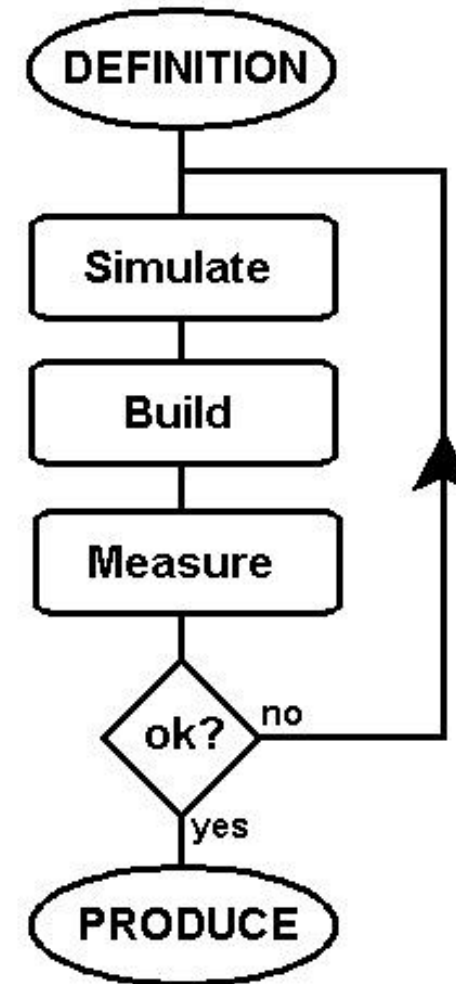 DEFINITION
Simulate
Build
Measure
ok?
no
yes
PRODUCE